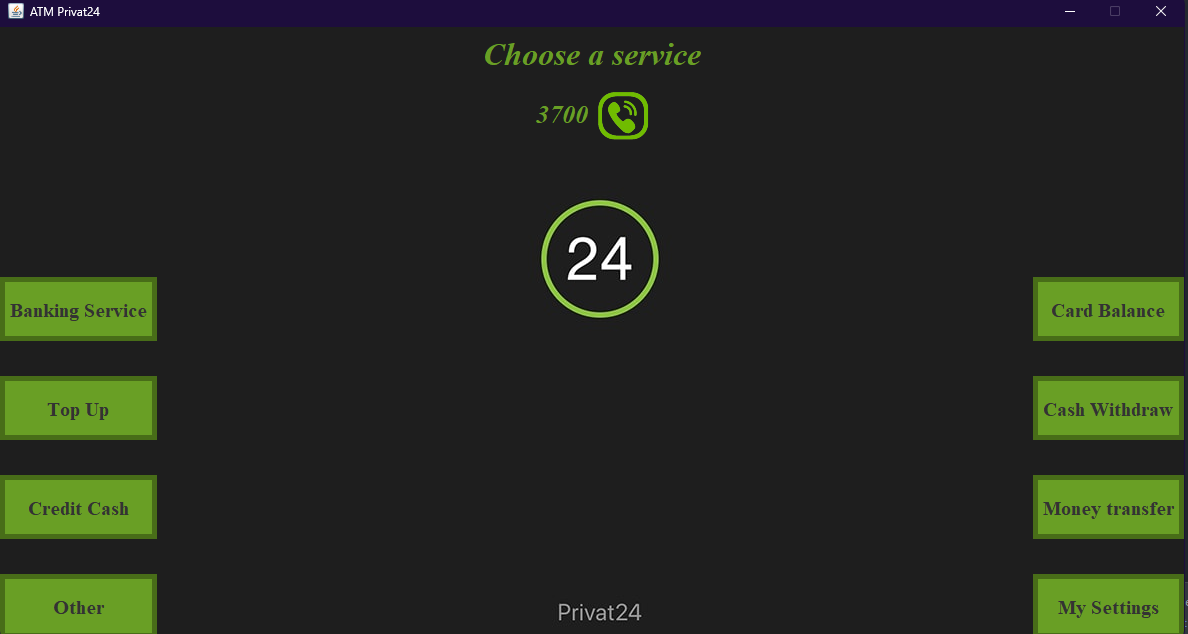 ATM Privat24
Choose a service
3700
24
Banking Service
Card Balance
Top Up
Cash Withdraw
Credit Cash
Money transfer
Other
My Settings
Privat24